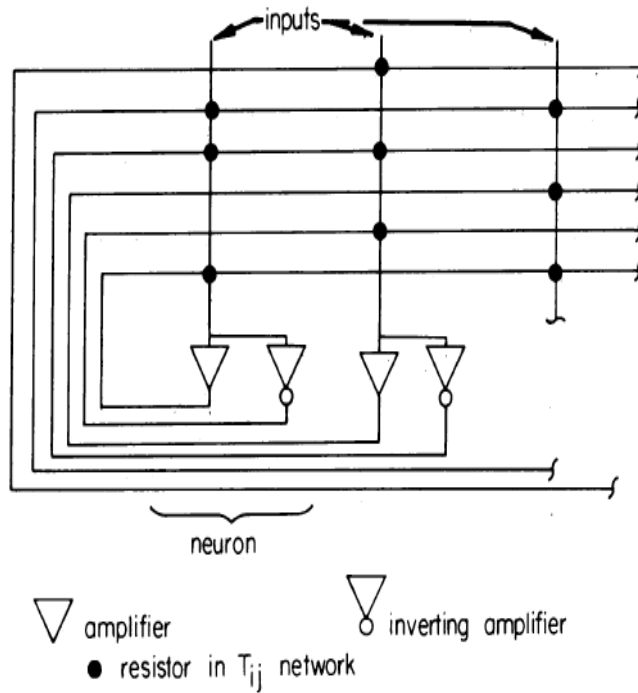 inputs
neuron
amplifier
inverting amplifier
resistor in Tij network